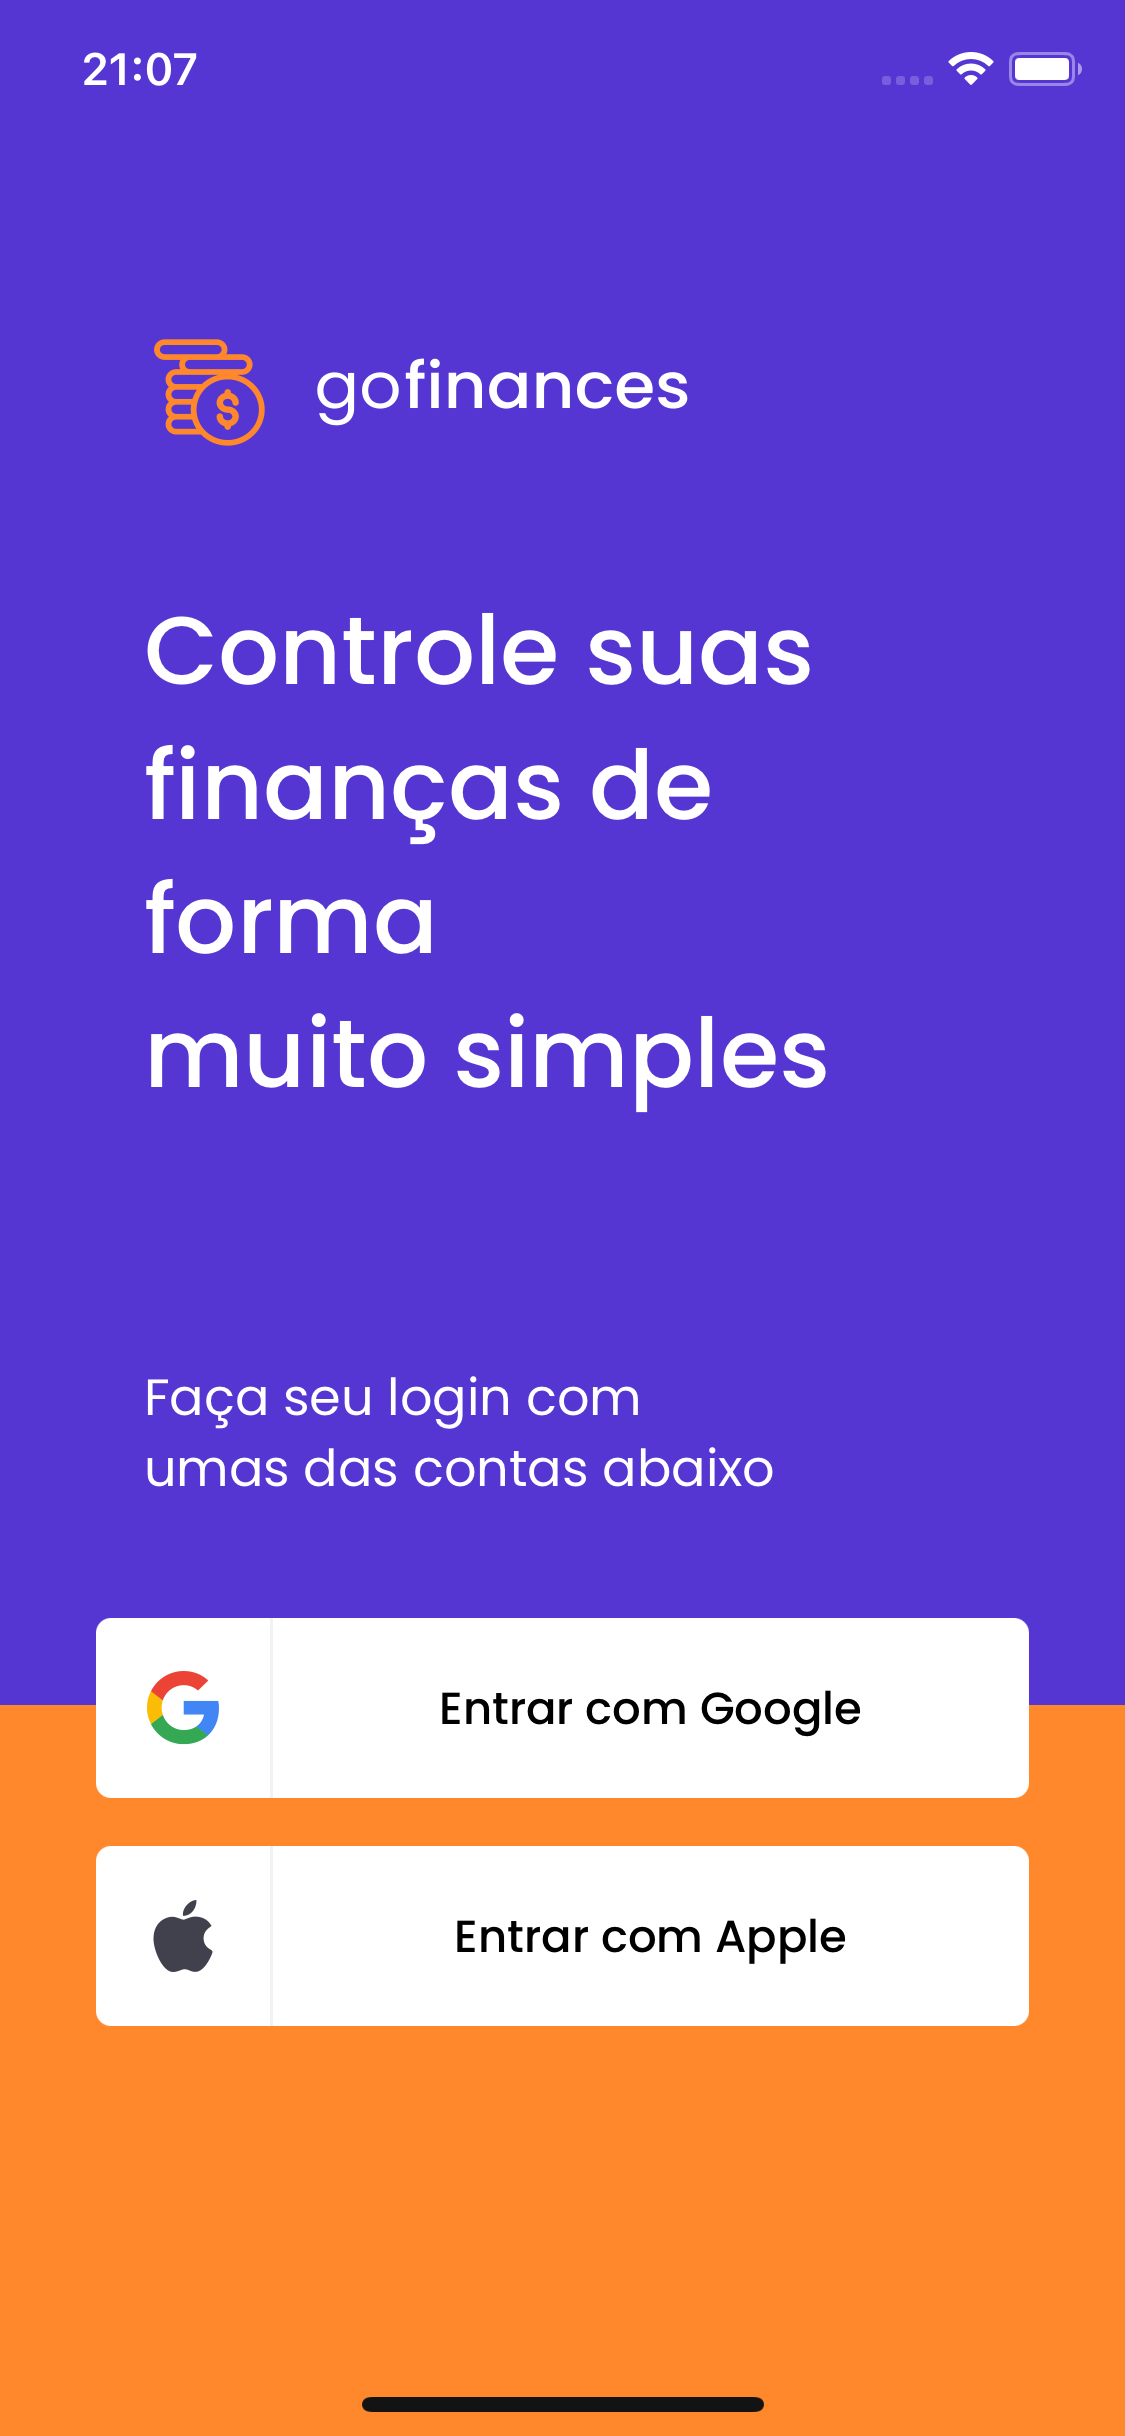 21:07
gofinances
Controle suas
finanças de
forma
muito simples
Faça seu login com
umas das contas abaixo
Entrar com Google
Entrar com Apple